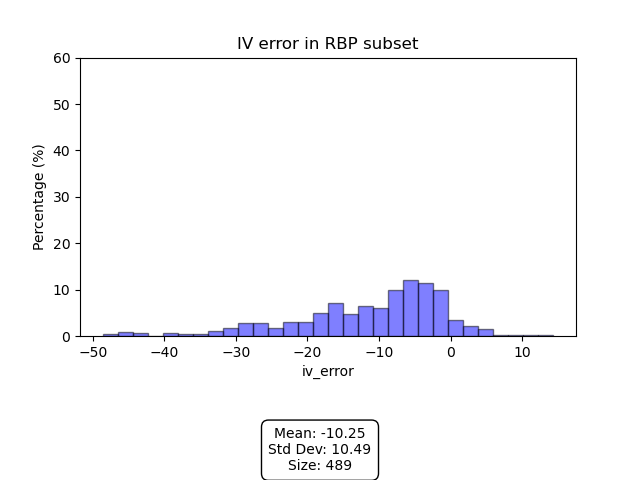 IV error in RBP subset
60
50
40
30
20
10
0
Percentage (%)
−50 −40 −30 −20 −10 0 10
iv_error
Mean: -10.25
Std Dev: 10.49
Size: 489